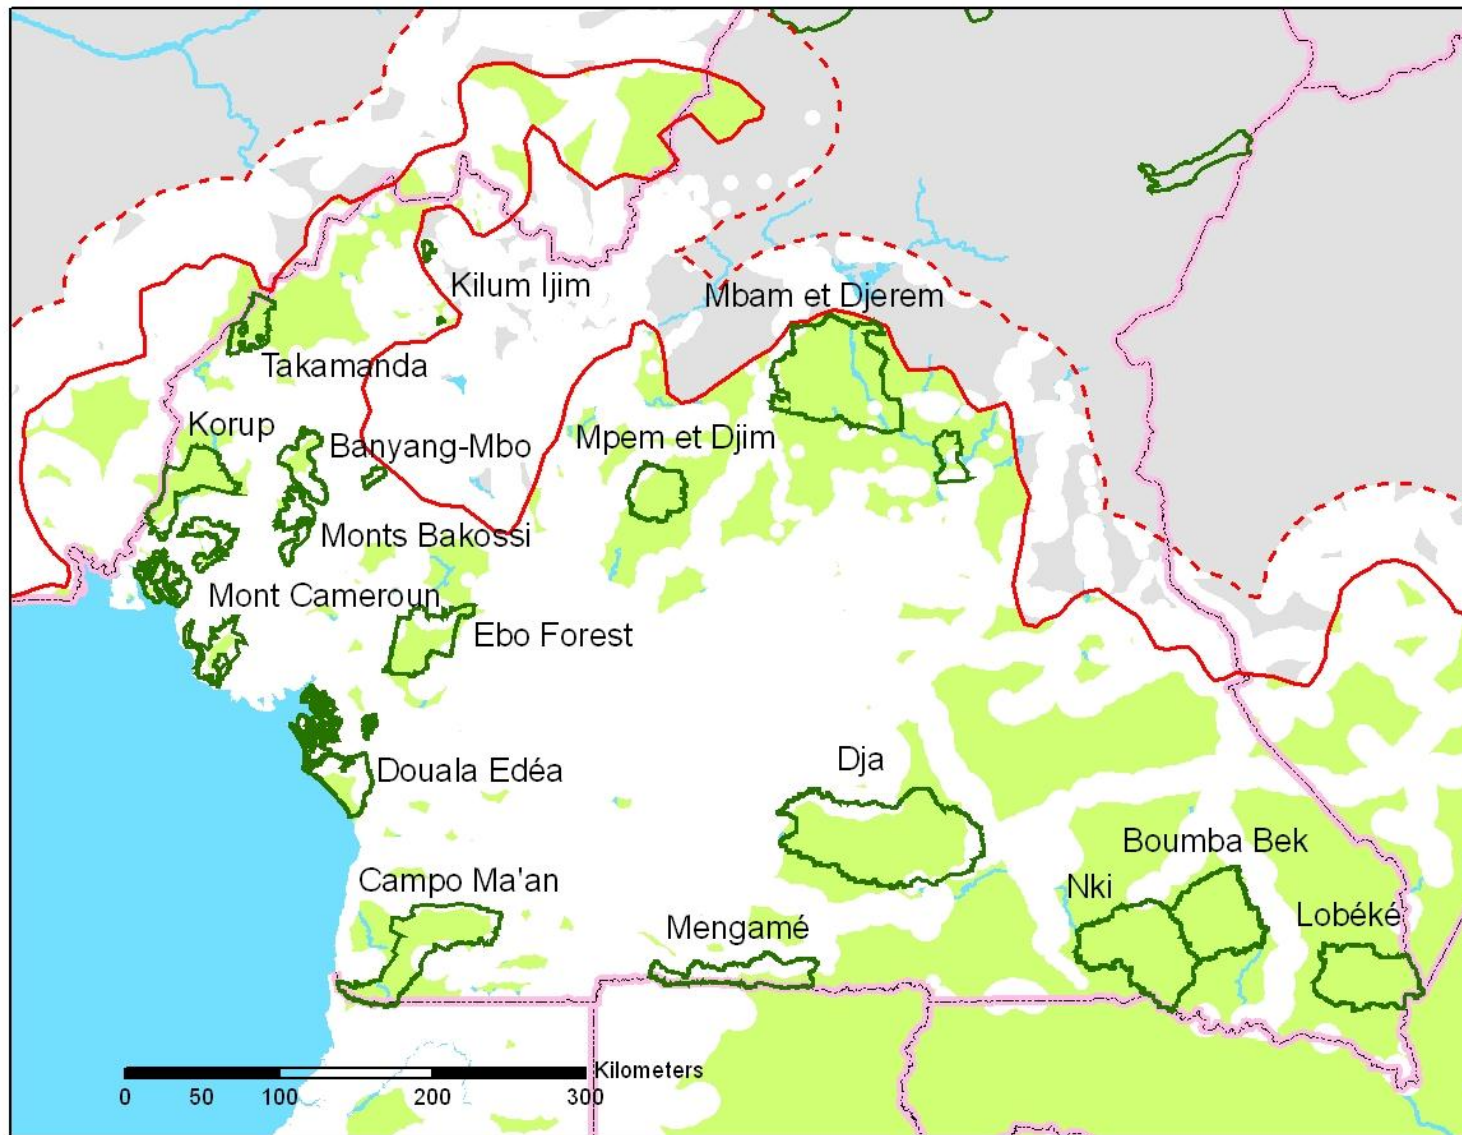 Kilum Ijim
Mbam et Djerem
Takamanda
Korup
Banyang-Mbo
Mpem et Djim
Monts Bakossi
Mont Cameroun
Ebo Forest
Douala Edéa
Dja
Boumba Bek
Campo Ma'an
Nki
Lobéké
Mengamé
Kilometers
0 50 100 200 300